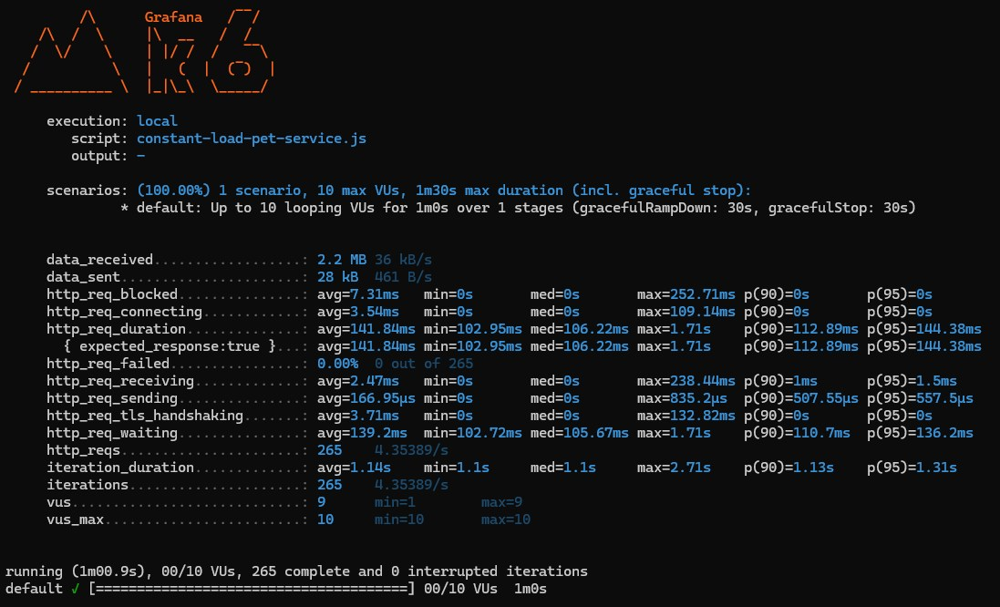 Grafana
k6
execution: local
script: constant-load-pet-service.js
output: -
scenarios: (100.00%) 1 scenario, 10 max VUs, 1m30s max duration (incl. graceful stop):
* default: Up to 10 looping VUs for 1m0s over 1 stages (gracefulRampDown: 30s, gracefulStop: 30s)
data_received..................: 2.2 MB 36 kB/s
data_sent......................: 28 kB 461 B/s
http_req_blocked...............: avg=7.31ms min=0s med=0s max=252.71ms p(90)=0s p(95)=0s
http_req_connecting............: avg=3.54ms min=0s med=0s max=109.14ms p(90)=0s p(95)=0s
http_req_duration..............: avg=141.84ms min=102.95ms med=106.22ms max=1.71s p(90)=112.89ms p(95)=144.38ms
{ expected_response:true }...: avg=141.84ms min=102.95ms med=106.22ms max=1.71s p(90)=112.89ms p(95)=144.38ms
http_req_failed................: 0.00% 0 out of 265
http_req_receiving.............: avg=2.47ms min=0s med=0s max=238.44ms p(90)=1ms p(95)=1.5ms
http_req_sending...............: avg=166.95µs min=0s med=0s max=835.2µs p(90)=507.55µs p(95)=557.5µs
http_req_tls_handshaking.......: avg=3.71ms min=0s med=0s max=132.82ms p(90)=0s p(95)=0s
http_req_waiting...............: avg=139.2ms min=102.72ms med=105.67ms max=1.71s p(90)=110.7ms p(95)=136.2ms
http_reqs......................: 265 4.35389/s
iteration_duration.............: avg=1.14s min=1.1s med=1.1s max=2.71s p(90)=1.13s p(95)=1.31s
iterations.....................: 265 4.35389/s
vus............................: 9 min=1 max=9
vus_max........................: 10 min=10 max=10
running (1m00.9s), 00/10 VUs, 265 complete and 0 interrupted iterations
default ✓ [======================================] 00/10 VUs 1m0s